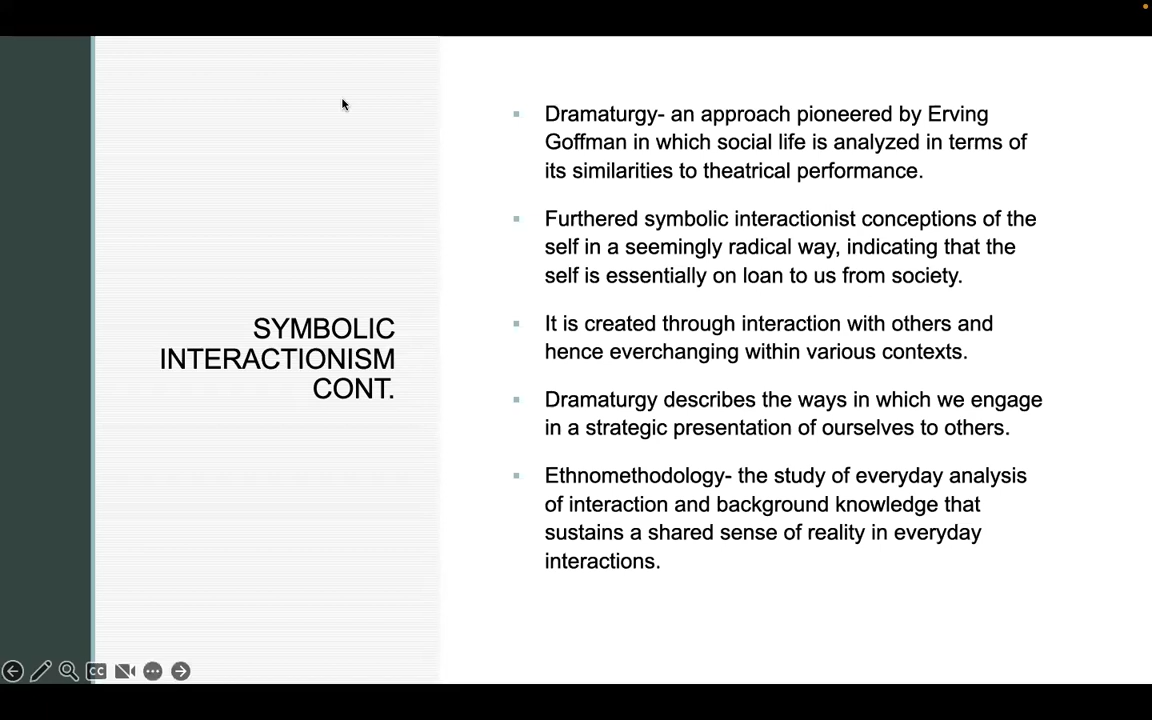 SYMBOLIC
INTERACTIONISM
CONT.
Dramaturgy- an approach pioneered by Erving
Goffman in which social life is analyzed in terms of
its similarities to theatrical performance.
Furthered symbolic interactionist conceptions of the
self in a seemingly radical way, indicating that the
self is essentially on loan to us from society.
It is created through interaction with others and
hence everchanging within various contexts.
Dramaturgy describes the ways in which we engage
in a strategic presentation of ourselves to others.
Ethnomethodology- the study of everyday analysis
of interaction and background knowledge that
sustains a shared sense of reality in everyday
interactions.
CC